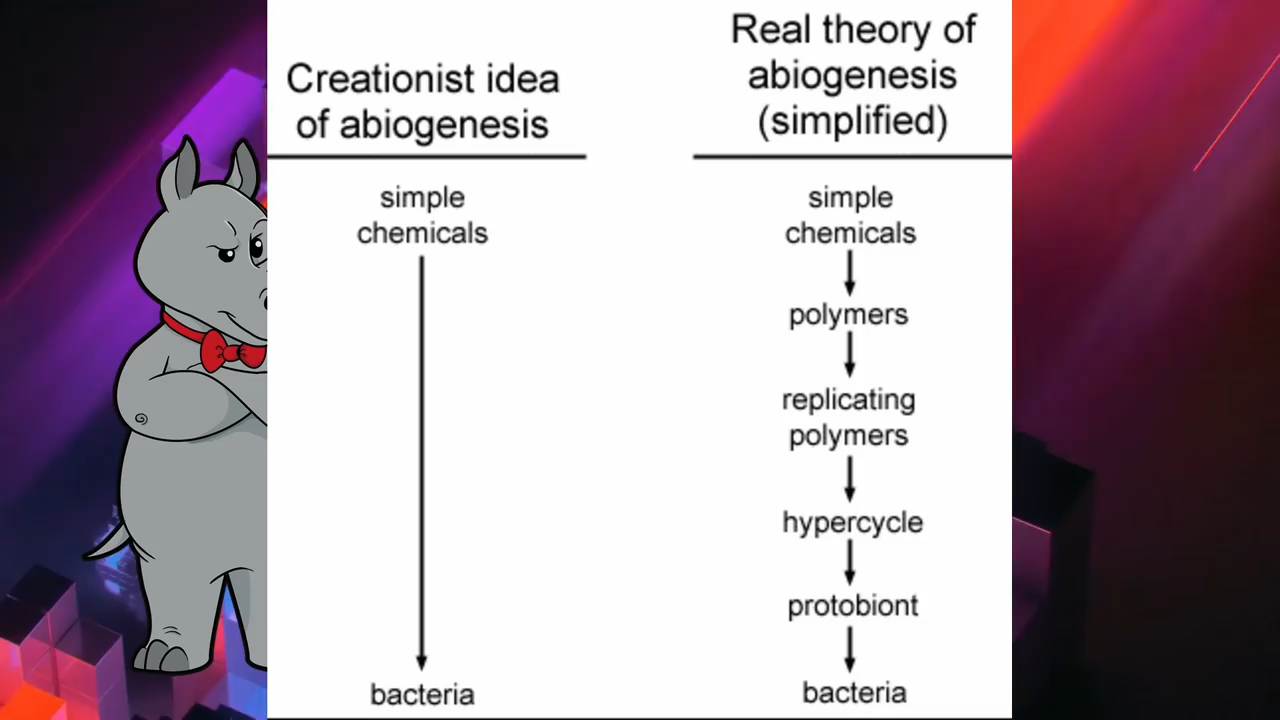 Creationist idea
of abiogenesis
simple
chemicals
bacteria
Real theory of
abiogenesis
(simplified)
simple
chemicals
polymers
replicating
polymers
hypercycle
protobiont
bacteria